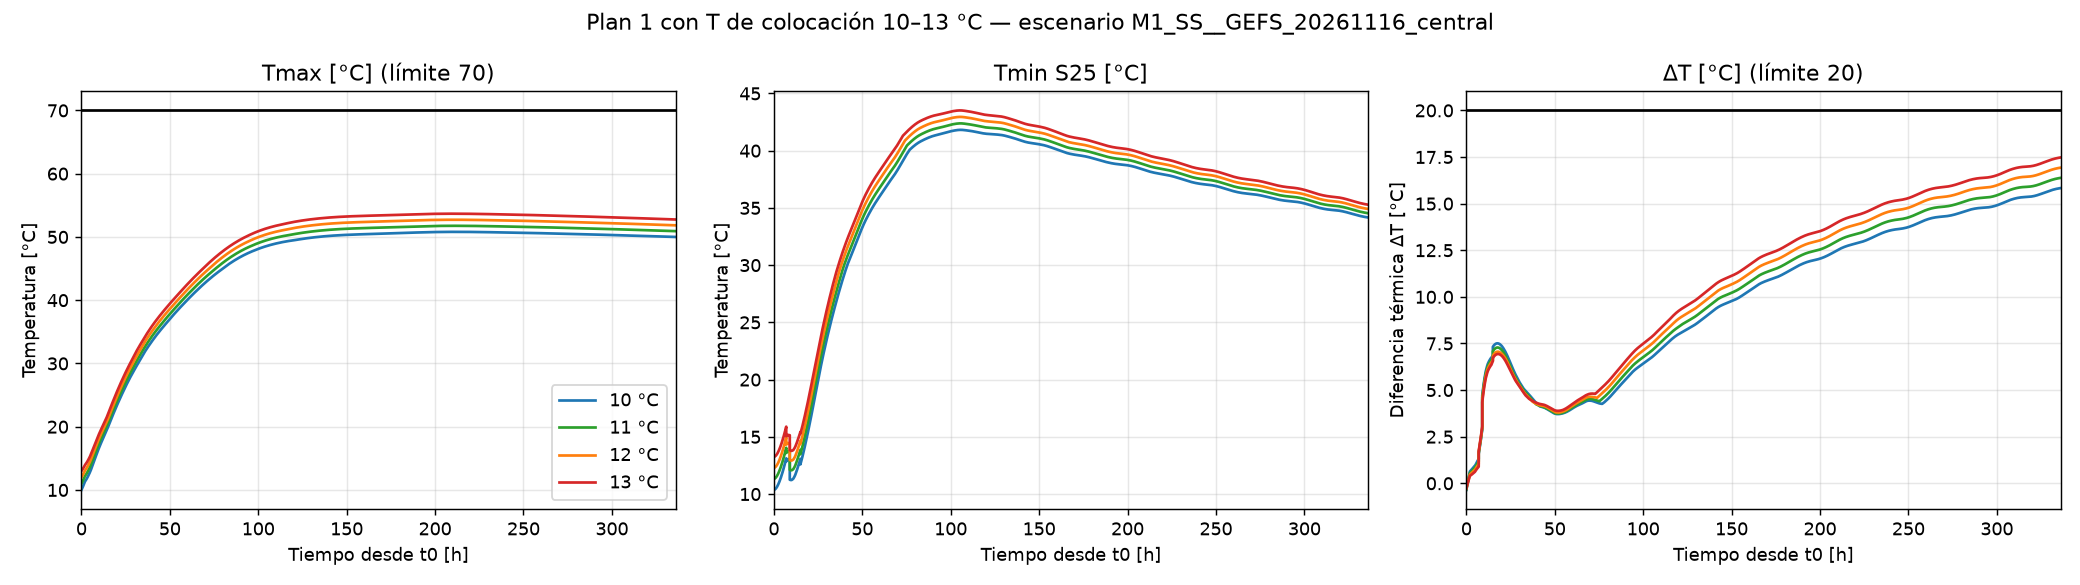 Plan 1 con T de colocación 10–13 °C — escenario M1_SS__GEFS_20261116_central
Tmax [°C] (límite 70)
70
60
50
40
30
20
10
Temperatura [°C]
0 50 100 150 200 250 300
Tiempo desde t0 [h]
10 °C
11 °C
12 °C
13 °C
Tmin S25 [°C]
45
40
35
30
25
20
15
10
Temperatura [°C]
0 50 100 150 200 250 300
Tiempo desde t0 [h]
ΔT [°C] (límite 20)
20.0
17.5
15.0
12.5
10.0
7.5
5.0
2.5
0.0
Diferencia térmica ΔT [°C]
0 50 100 150 200 250 300
Tiempo desde t0 [h]